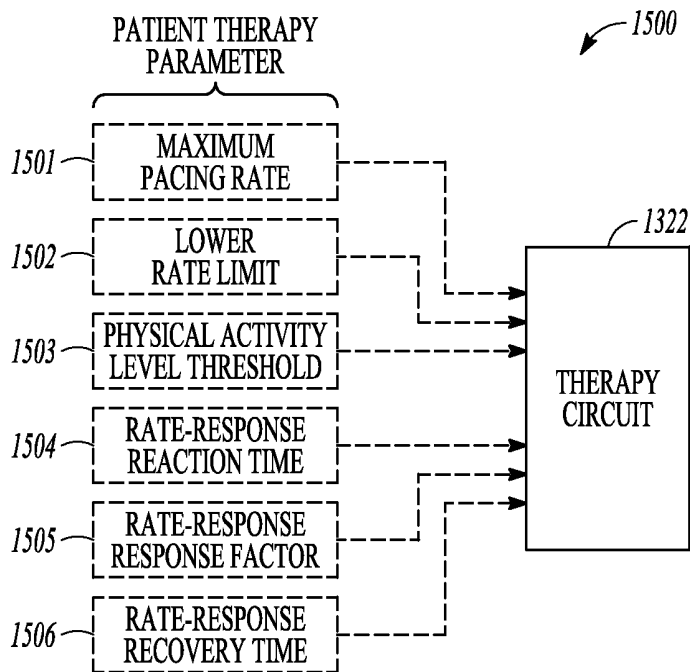 PATIENT THERAPY
PARAMETER
1500
1501
MAXIMUM
PACING RATE
1502
LOWER
RATE LIMIT
1322
1503
PHYSICAL ACTIVITY
LEVEL THRESHOLD
THERAPY
CIRCUIT
1504
RATE-RESPONSE
REACTION TIME
1505
RATE-RESPONSE
RESPONSE FACTOR
1506
RATE-RESPONSE
RECOVERY TIME